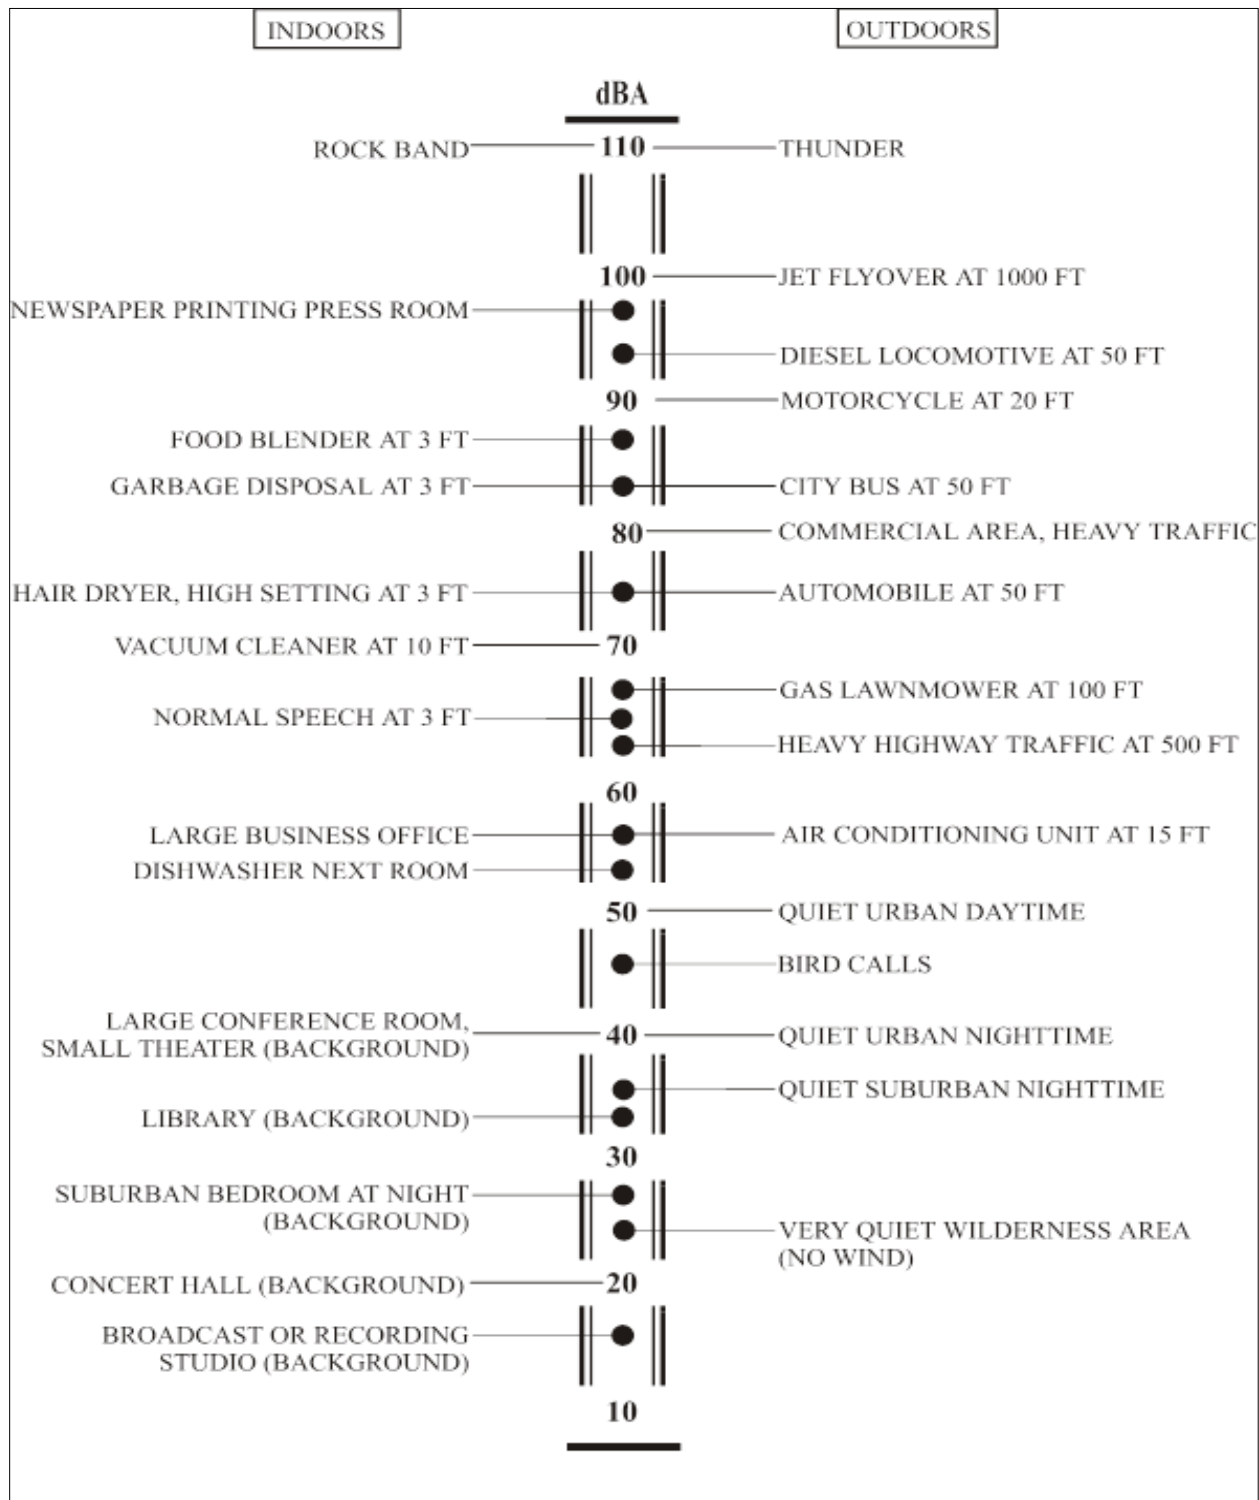 INDOORS
OUTDOORS
dBA
ROCK BAND 110 THUNDER
100 JET FLYOVER AT 1000 FT
NEWSPAPER PRINTING PRESS ROOM
DIESEL LOCOMOTIVE AT 50 FT
90 MOTORCYCLE AT 20 FT
FOOD BLENDER AT 3 FT
GARBAGE DISPOSAL AT 3 FT CITY BUS AT 50 FT
80 COMMERCIAL AREA, HEAVY TRAFFIC
HAIR DRYER, HIGH SETTING AT 3 FT AUTOMOBILE AT 50 FT
VACUUM CLEANER AT 10 FT 70
GAS LAWNMOWER AT 100 FT
NORMAL SPEECH AT 3 FT
HEAVY HIGHWAY TRAFFIC AT 500 FT
60
LARGE BUSINESS OFFICE AIR CONDITIONING UNIT AT 15 FT
DISHWASHER NEXT ROOM
50 QUIET URBAN DAYTIME
BIRD CALLS
LARGE CONFERENCE ROOM,
SMALL THEATER (BACKGROUND) 40 QUIET URBAN NIGHTTIME
QUIET SUBURBAN NIGHTTIME
LIBRARY (BACKGROUND)
30
SUBURBAN BEDROOM AT NIGHT
(BACKGROUND)
VERY QUIET WILDERNESS AREA
(NO WIND)
CONCERT HALL (BACKGROUND) 20
BROADCAST OR RECORDING
STUDIO (BACKGROUND)
10